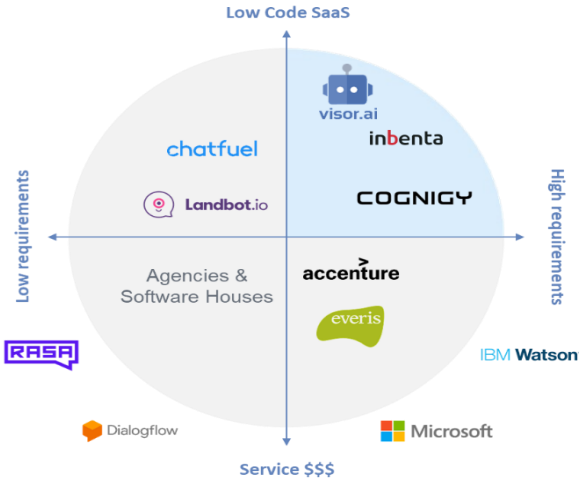 Low Code SaaS
visor.ai
inbenta
chatfuel
COGNIGY
Landbot.io
Low requirements
High requirements
Agencies &
Software Houses
accenture
everis
RASA
IBM Watson
Dialogflow
Microsoft
Service $$$